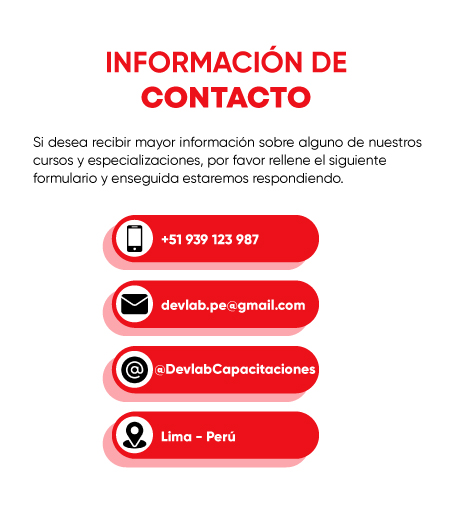 INFORMACIÓN DE
CONTACTO
Si desea recibir mayor información sobre alguno de nuestros
cursos y especializaciones, por favor rellene el siguiente
formulario y enseguida estaremos respondiendo.
+51 939 123 987
devlab.pe@gmail.com
@DevlabCapacitaciones
Lima - Perú